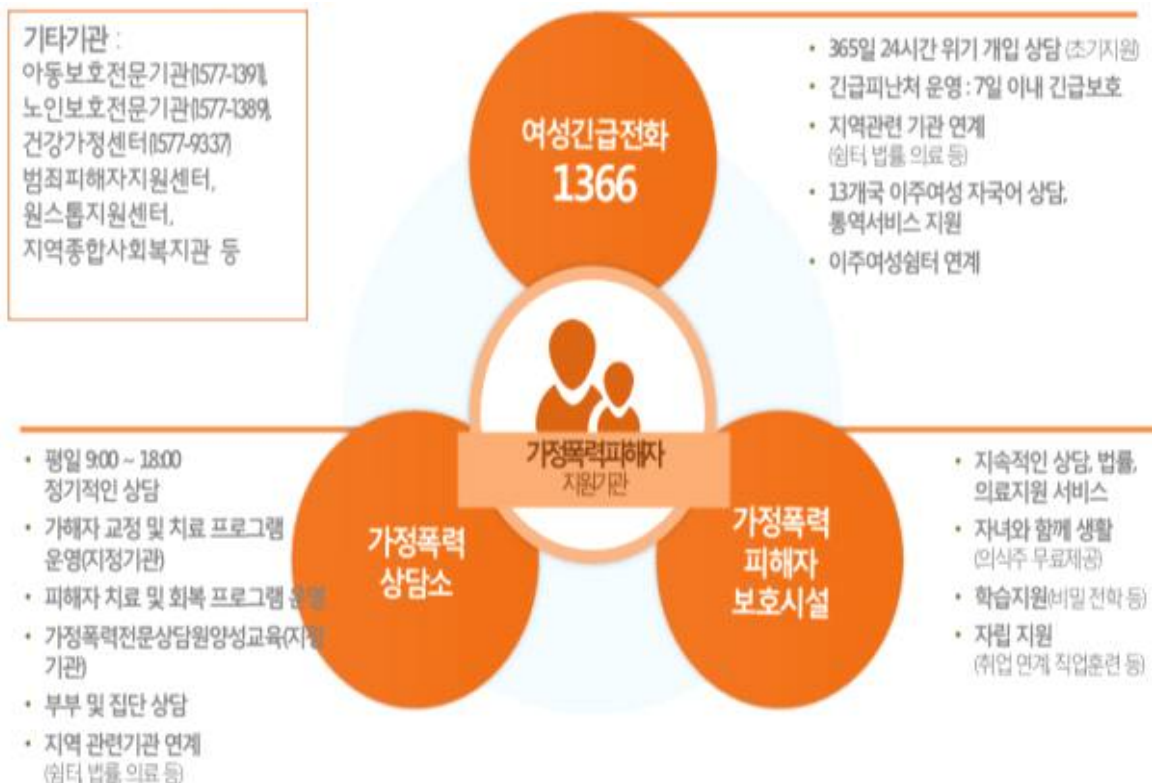 기타기관 :
아동보호전문기관(1577-1391),
노인보호전문기관(1577-1389),
건강가정센터(1577-9337)
범죄피해자지원센터,
원스톱지원센터,
지역종합사회복지관 등
여성긴급전화
1366
• 365일 24시간 위기 개입 상담 (초기지원)
• 긴급피난처 운영 : 7일 이내 긴급보호
• 지역관련 기관 연계
(쉼터, 법률, 의료 등)
• 13개국 이주여성 자국어 상담,
통역서비스 지원
• 이주여성쉼터 연계
가정폭력피해자
지원기관
가정폭력
상담소
• 평일 9:00 ~ 18:00
정기적인 상담
• 가해자 교정 및 치료 프로그램
운영(지정기관)
• 피해자 치료 및 회복 프로그램 운영
• 가정폭력전문상담원양성교육(지정
기관)
• 부부 및 집단 상담
• 지역 관련기관 연계
(쉼터, 법률, 의료 등)
가정폭력
피해자
보호시설
• 지속적인 상담, 법률,
의료지원 서비스
• 자녀와 함께 생활
(의식주 무료제공)
• 학습지원(비밀 전학 등)
• 자립 지원
(취업 연계, 직업훈련 등)